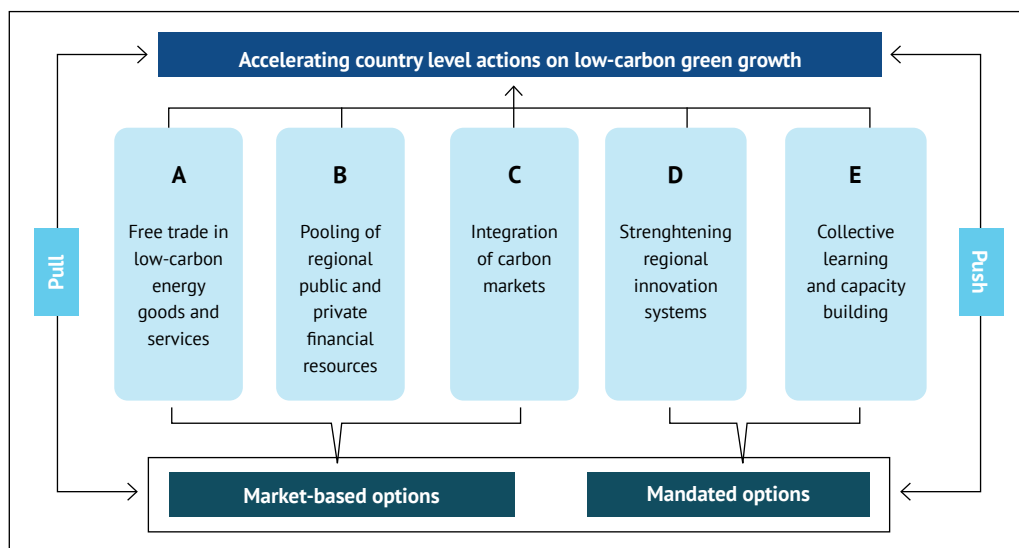 Accelerating country level actions on low-carbon green growth
A
Free trade in
low-carbon
energy
goods and
services
B
Pooling of
regional
public and
private
financial
resources
C
Integration
of carbon
markets
D
Strenghtening
regional
innovation
systems
E
Collective
learning
and capacity
building
Pull
Push
Market-based options
Mandated options